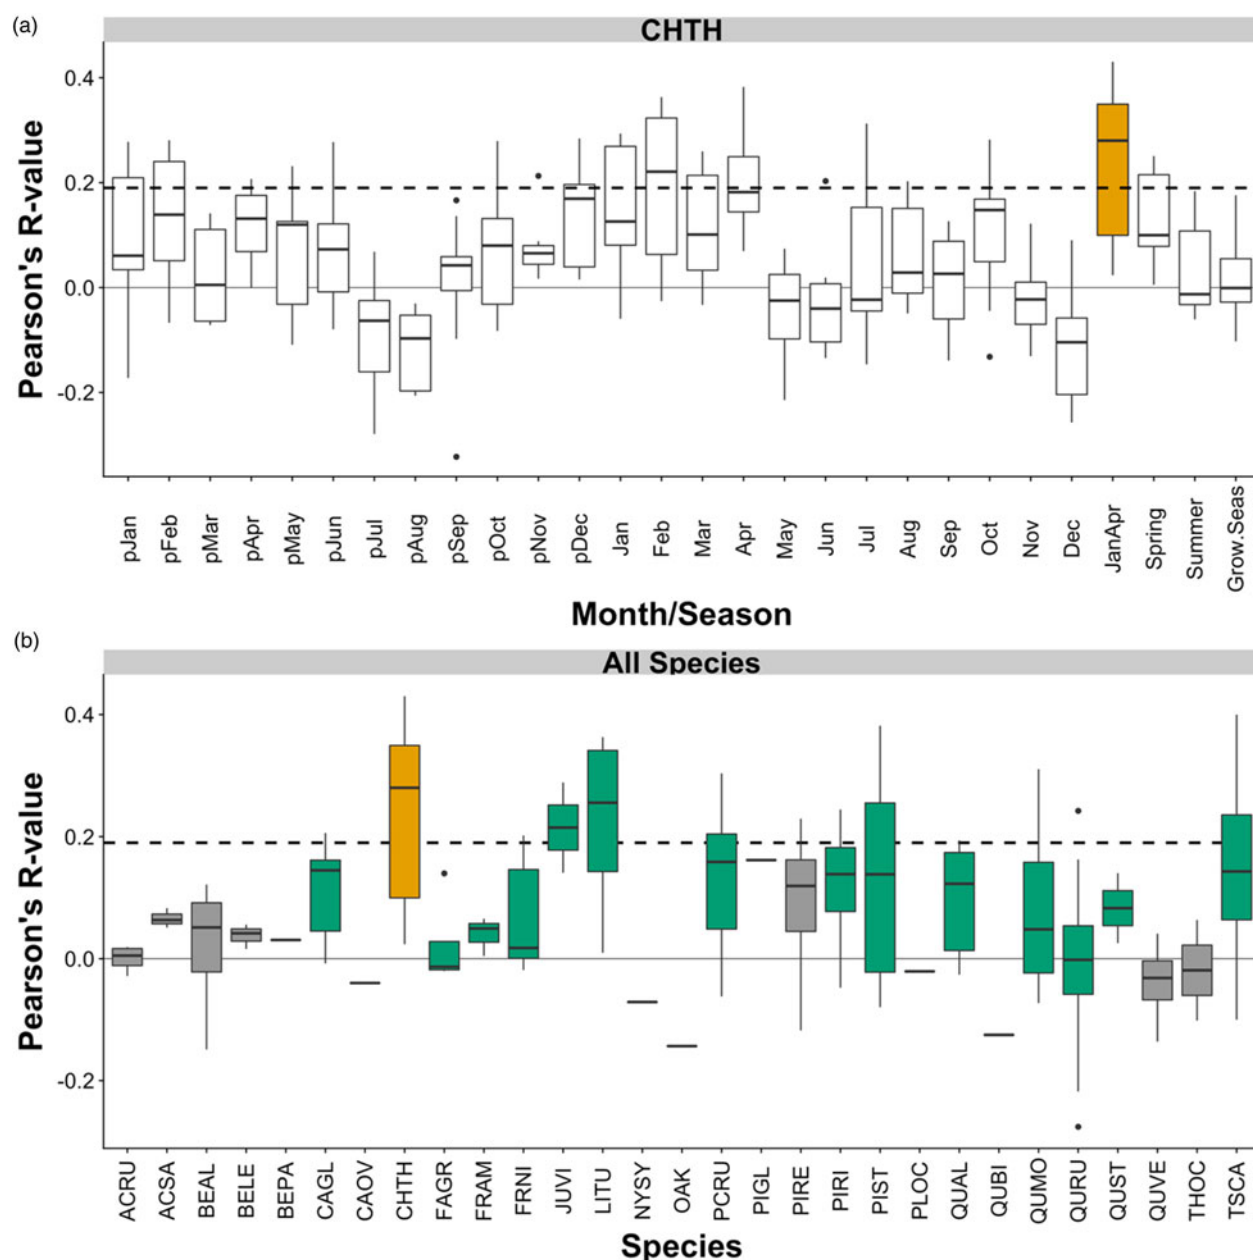 (a)
CHTH
Pearson's R-value
0.4
0.2
0.0
-0.2
pJan pFeb pMar pApr pMay pJun pJul pAug pSep pOct pNov pDec Jan Feb Mar Apr May Jun Jul Aug Sep Oct Nov Dec JanApr Spring Summer Grow.Seas
Month/Season
(b)
All Species
Pearson's R-value
0.4
0.2
0.0
-0.2
ACRU ACSA BEAL BELE BEPA CAGL CAOV CHTH FAGR FRAM FRNI JUVI LITU NYSY OAK PCRU PIGL PIRE PIRI PIST PLOC QUAL QUBI QUMO QURU QUST QUVE THOC TSCA
Species